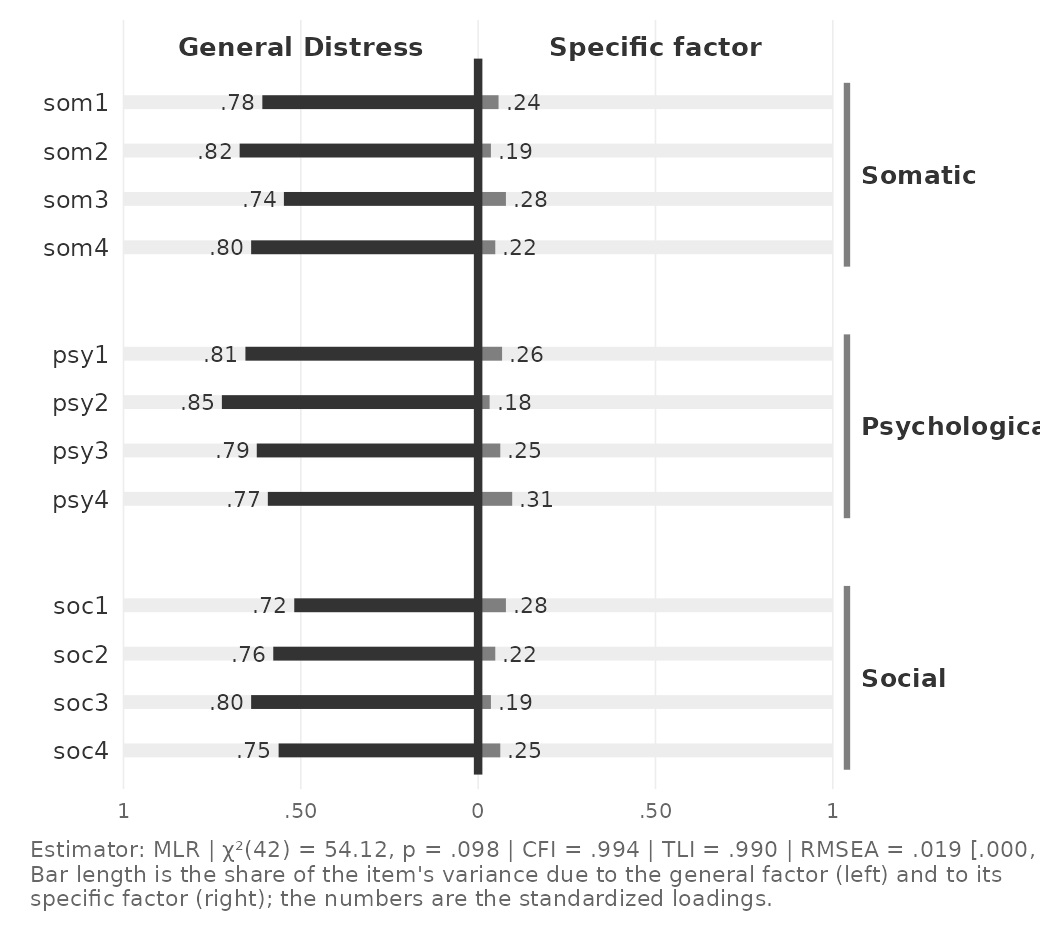 General Distress Specific factor
som1 .78 .24
som2 .82 .19
som3 .74 .28
som4 .80 .22
Somatic
psy1 .81 .26
psy2 .85 .18
psy3 .79 .25
psy4 .77 .31
Psychologica
soc1 .72 .28
soc2 .76 .22
soc3 .80 .19
soc4 .75 .25
Social
1 .50 0 .50 1
Estimator: MLR | χ²(42) = 54.12, p = .098 | CFI = .994 | TLI = .990 | RMSEA = .019 [.000,
Bar length is the share of the item's variance due to the general factor (left) and to its
specific factor (right); the numbers are the standardized loadings.